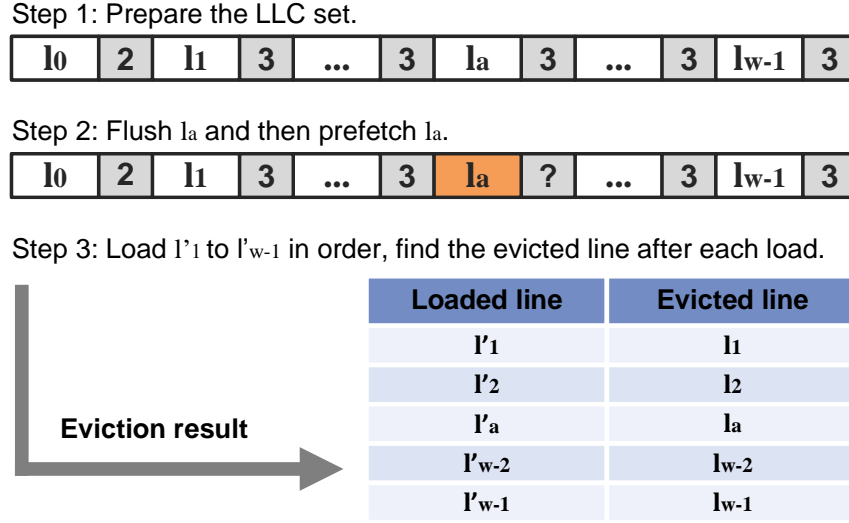 Step 1: Prepare the LLC set.
l0 2 l1 3 ... 3 la 3 ... 3 lw-1 3
Step 2: Flush la and then prefetch la.
l0 2 l1 3 ... 3 la ? ... 3 lw-1 3
Step 3: Load l’1 to l’w-1 in order, find the evicted line after each load.
Loaded line Evicted line
l’1 l1
l’2 l2
l’a la
l’w-2 lw-2
l’w-1 lw-1
Eviction result